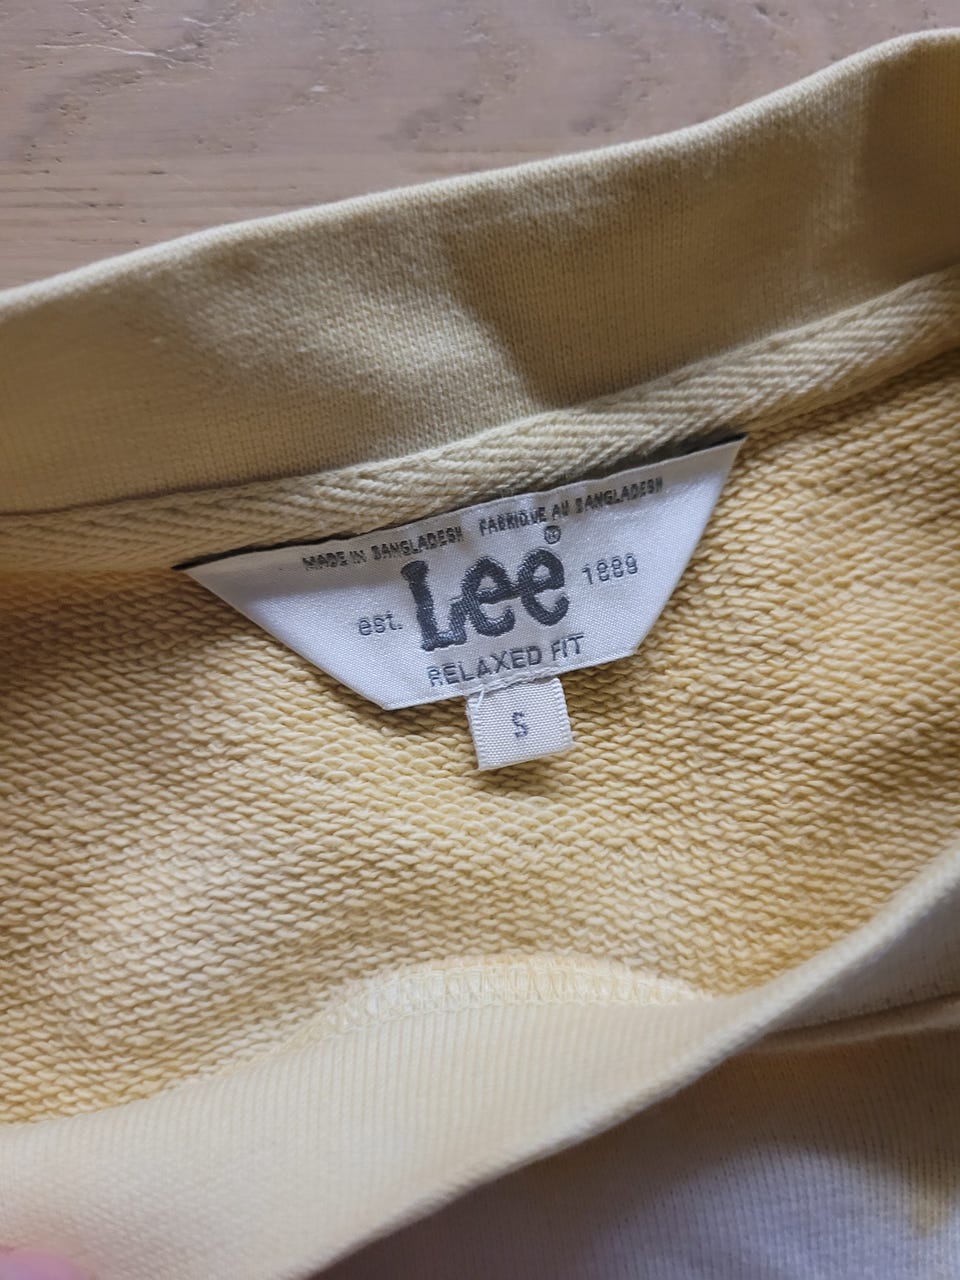 MADE IN BANGLADESH FABRIQUE AU BANGLADESH
est. Lee® 1889
RELAXED FIT
S